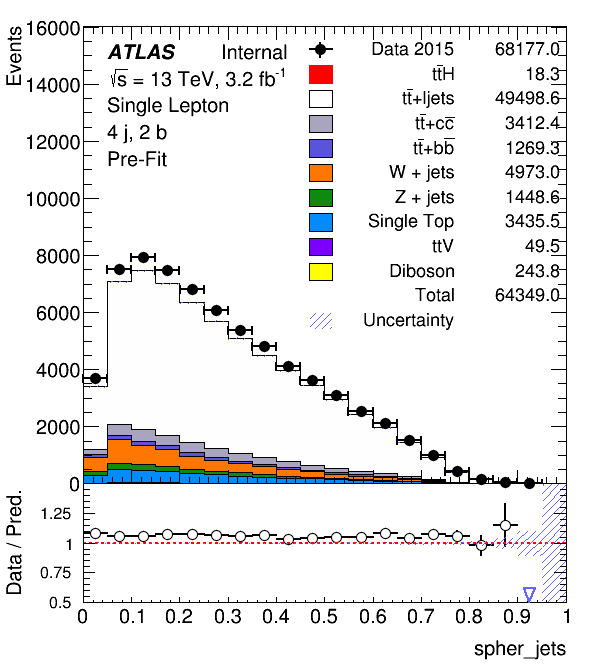 Events
16000
14000
12000
10000
8000
6000
4000
2000
0
ATLAS Internal
√s = 13 TeV, 3.2 fb⁻¹
Single Lepton
4 j, 2 b
Pre-Fit
Data 2015 68177.0
tt̄H 18.3
tt̄+ljets 49498.6
tt̄+cc̄ 3412.4
tt̄+bb̄ 1269.3
W + jets 4973.0
Z + jets 1448.6
Single Top 3435.5
ttV 49.5
Diboson 243.8
Total 64349.0
Uncertainty
Data / Pred.
1.25
1
0.75
0.5
0 0.1 0.2 0.3 0.4 0.5 0.6 0.7 0.8 0.9 1
spher_jets